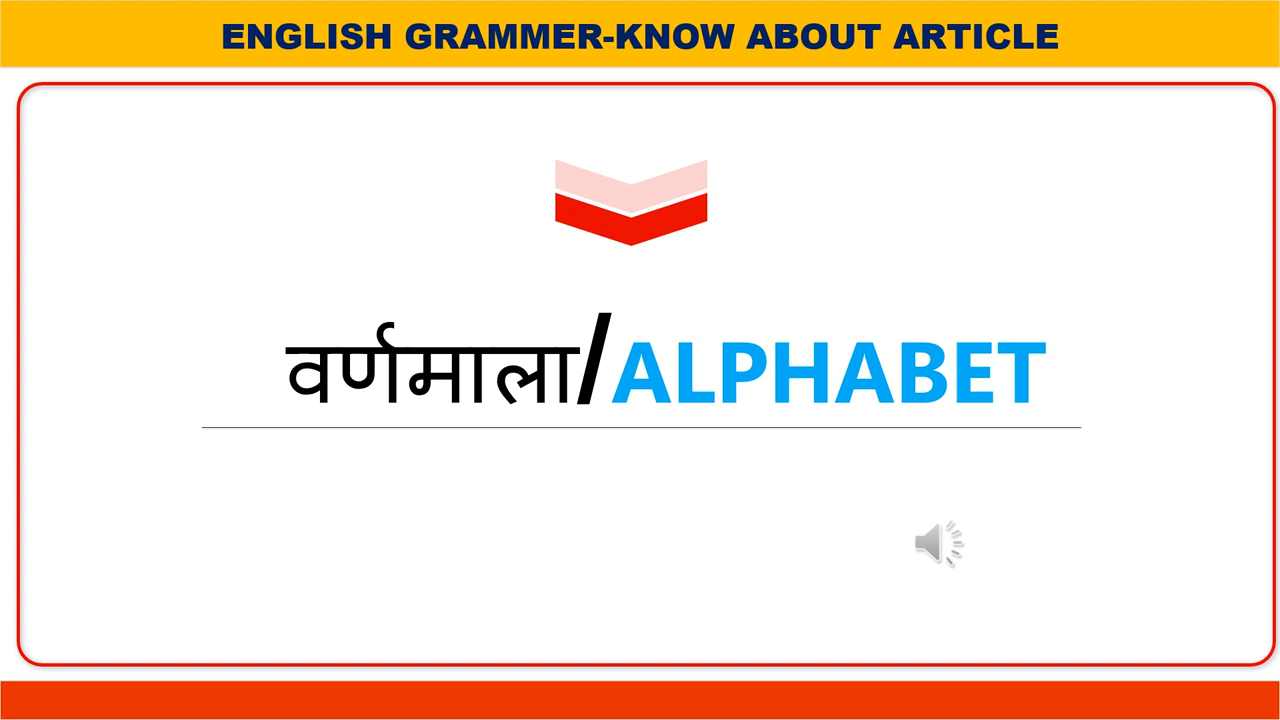 ENGLISH GRAMMER-KNOW ABOUT ARTICLE
वर्णमाला/ALPHABET